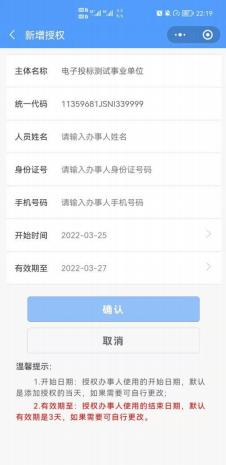 22:19
新增授权
主体名称 电子投标测试事业单位
统一代码 11359681JSNI339999
人员姓名 请输入办事人姓名
身份证号 请输入办事人身份证号码
手机号码 请输入办事人手机号码
开始时间 2022-03-25
有效期至 2022-03-27
确认
取消
温馨提示：
1.开始日期：授权办事人使用的开始日期，默认
是添加授权的当天，如果需要可自行更改；
2.有效期至：授权办事人使用的结束日期，默认
有效期是3天，如果需要可自行更改。